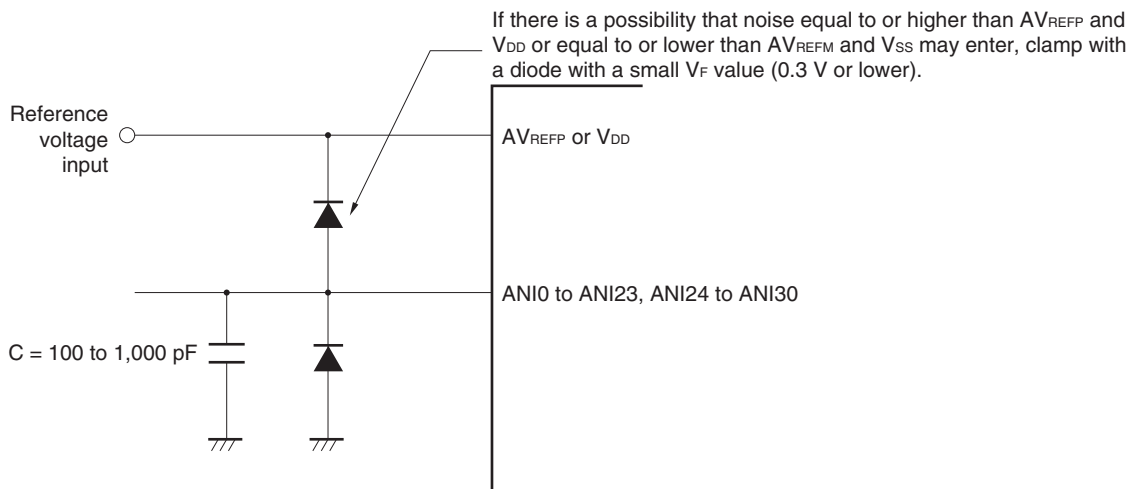 If there is a possibility that noise equal to or higher than AVREFP and
VDD or equal to or lower than AVREFM and VSS may enter, clamp with
a diode with a small VF value (0.3 V or lower).
Reference
voltage
input
AVREFP or VDD
ANI0 to ANI23, ANI24 to ANI30
C = 100 to 1,000 pF